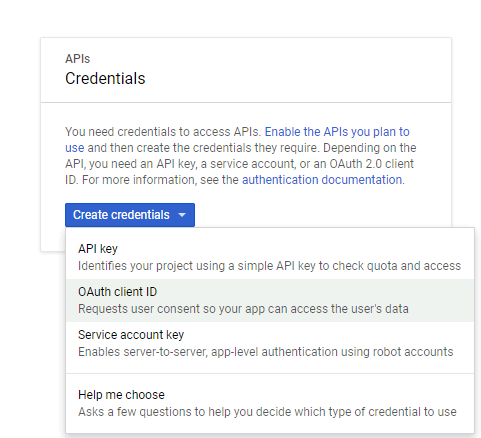 APIs
Credentials
You need credentials to access APIs. Enable the APIs you plan to
use and then create the credentials they require. Depending on the
API, you need an API key, a service account, or an OAuth 2.0 client
ID. For more information, see the authentication documentation.
Create credentials
API key
Identifies your project using a simple API key to check quota and access
OAuth client ID
Requests user consent so your app can access the user's data
Service account key
Enables server-to-server, app-level authentication using robot accounts
Help me choose
Asks a few questions to help you decide which type of credential to use